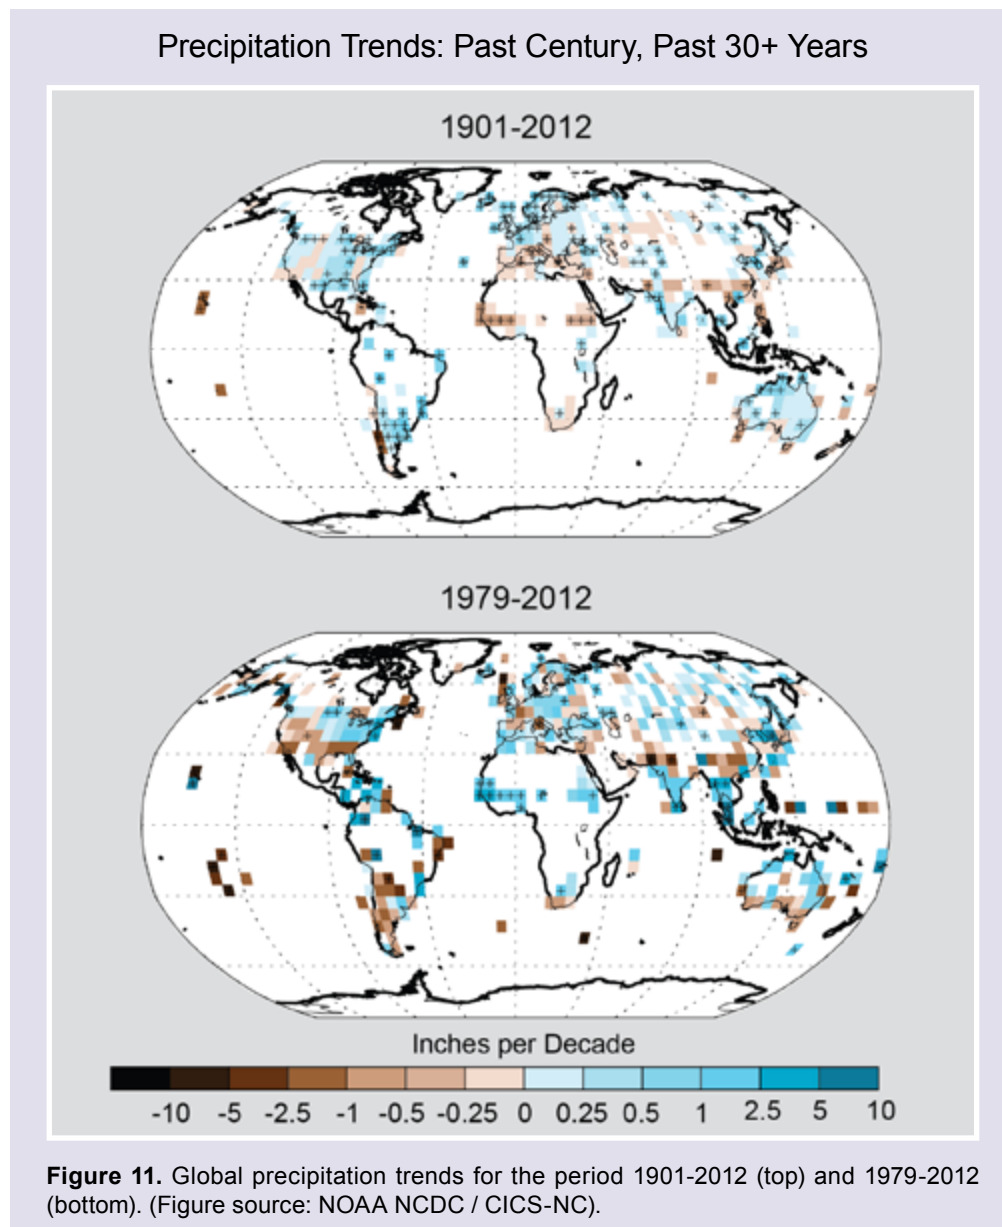 Precipitation Trends: Past Century, Past 30+ Years
1901-2012
1979-2012
Inches per Decade
-10 -5 -2.5 -1 -0.5 -0.25 0 0.25 0.5 1 2.5 5 10
Figure 11. Global precipitation trends for the period 1901-2012 (top) and 1979-2012
(bottom). (Figure source: NOAA NCDC / CICS-NC).